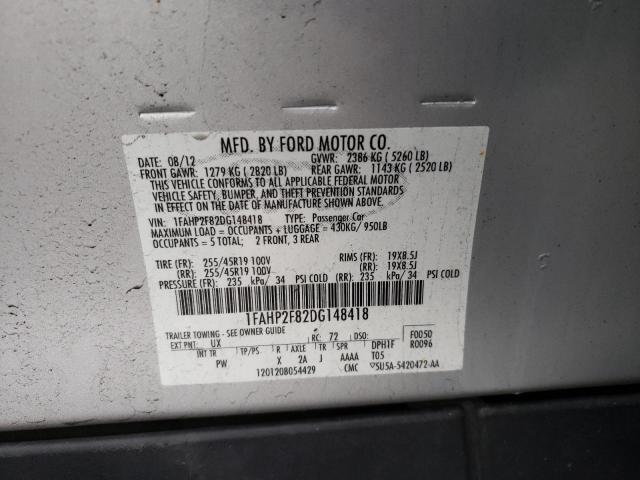 MFD. BY FORD MOTOR CO.
DATE: 08/12 GVWR: 2386 KG ( 5260 LB)
FRONT GAWR: 1279 KG ( 2820 LB) REAR GAWR: 1143 KG ( 2520 LB)
THIS VEHICLE CONFORMS TO ALL APPLICABLE FEDERAL MOTOR
VEHICLE SAFETY, BUMPER, AND THEFT PREVENTION STANDARDS
IN EFFECT ON THE DATE OF MANUFACTURE SHOWN ABOVE.
VIN: 1FAHP2F82DG148418 TYPE: Passenger Car
MAXIMUM LOAD = OCCUPANTS + LUGGAGE = 430KG/ 950LB
OCCUPANTS = 5 TOTAL; 2 FRONT, 3 REAR
TIRE (FR): 255/45R19 100V RIMS (FR): 19X8.5J
(RR): 255/45R19 100V (RR): 19X8.5J
PRESSURE (FR): 235 kPa/ 34 PSI COLD (RR): 235 kPa/ 34 PSI COLD
1FAHP2F82DG148418
TRAILER TOWING - SEE OWNER GUIDE RC: 72 DSO: F0050
EXT PNT: UX R0096
INT TR TP/PS R AXLE TR SPR DPH1F
PW X 2A J AAAA T05
1201208054429 CMC 5U5A-5420472-AA